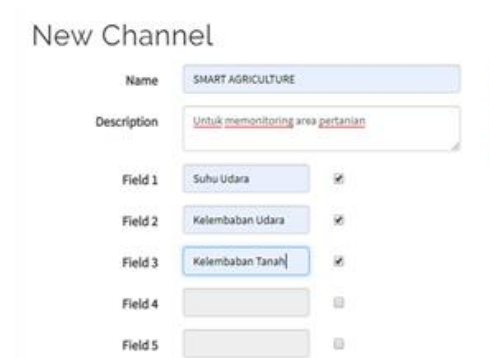 New Channel
Name SMART AGRICULTURE
Description Untuk memonitoring area pertanian
Field 1 Suhu Udara
Field 2 Kelembaban Udara
Field 3 Kelembaban Tanah
Field 4
Field 5